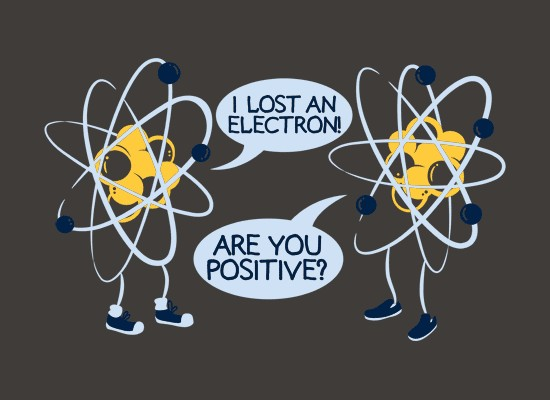 I LOST AN
ELECTRON!
ARE YOU
POSITIVE?